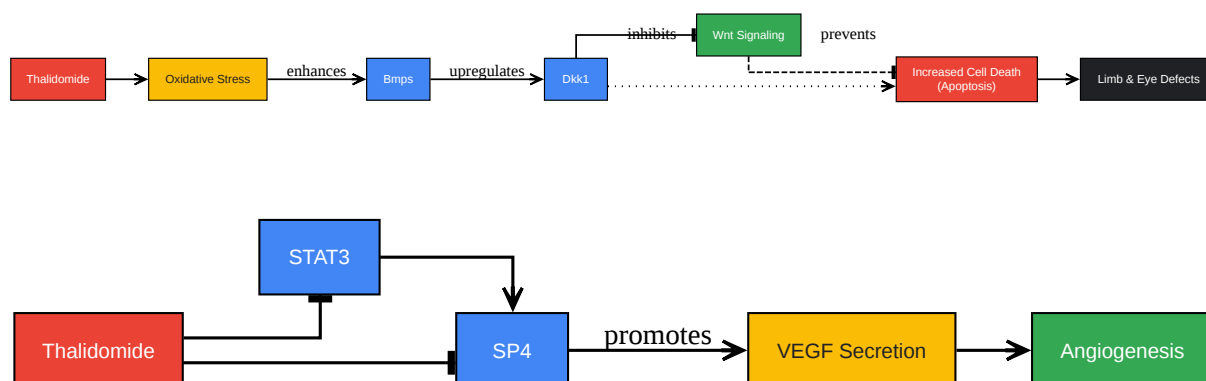 inhibits
Wnt Signaling
prevents
Thalidomide
Oxidative Stress
enhances
Bmps
upregulates
Dkk1
Increased Cell Death
(Apoptosis)
Limb & Eye Defects
STAT3
Thalidomide
SP4
promotes
VEGF Secretion
Angiogenesis